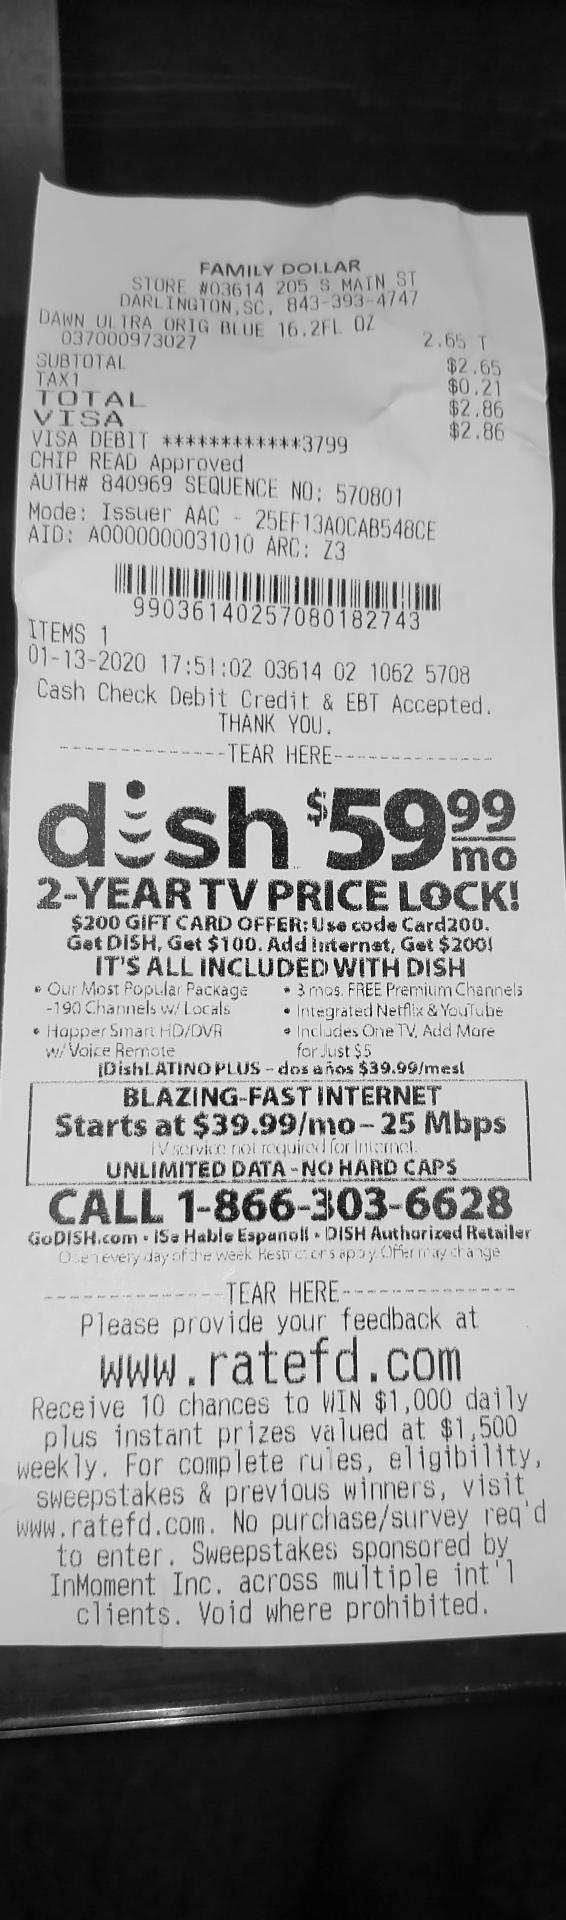 FAMILY DOLLAR
STORE #03614 205 S MAIN ST
DARLINGTON,SC, 843-393-4747
DAWN ULTRA ORIG BLUE 16.2FL OZ
037000973027 2.65 T
SUBTOTAL $2.65
TAX1 $0.21
TOTAL $2.86
VISA $2.86
VISA DEBIT ************3799
CHIP READ Approved
AUTH# 840969 SEQUENCE NO: 570801
Mode: Issuer AAC - 25EF13A0CAB548CE
AID: A0000000031010 ARC: Z3
99036140257080182743
ITEMS 1
01-13-2020 17:51:02 03614 02 1062 5708
Cash Check Debit Credit & EBT Accepted.
THANK YOU.
--------------TEAR HERE--------------
dish $59.99 mo
2-YEAR TV PRICE LOCK!
$200 GIFT CARD OFFER: Use code Card200.
Get DISH, Get $100. Add Internet, Get $200!
IT'S ALL INCLUDED WITH DISH
• Our Most Popular Package
-190 Channels w/ Locals
• Hopper Smart HD/DVR
w/ Voice Remote
• 3 mos. FREE Premium Channels
• Integrated Netflix & YouTube
• Includes One TV, Add More
for Just $5
¡DishLATINO PLUS – dos años $39.99/mes!
BLAZING-FAST INTERNET
Starts at $39.99/mo – 25 Mbps
TV service not required for Internet.
UNLIMITED DATA - NO HARD CAPS
CALL 1-866-303-6628
GoDISH.com • ¡Se Hable Espanol! • DISH Authorized Retailer
Open every day of the week Restrictions apply. Offer may change
--------------TEAR HERE--------------
Please provide your feedback at
www.ratefd.com
Receive 10 chances to WIN $1,000 daily
plus instant prizes valued at $1,500
weekly. For complete rules, eligibility,
sweepstakes & previous winners, visit
www.ratefd.com. No purchase/survey req'd
to enter. Sweepstakes sponsored by
InMoment Inc. across multiple int'l
clients. Void where prohibited.